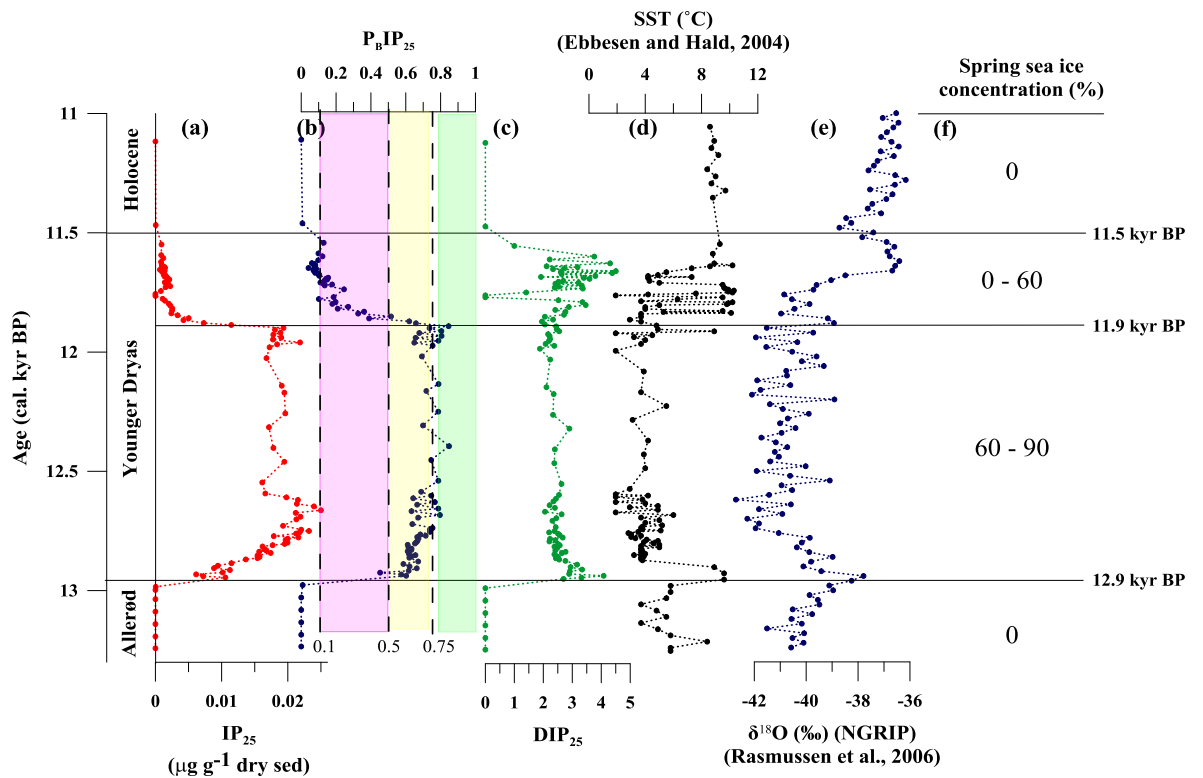 SST (˚C)
(Ebbesen and Hald, 2004)
P_BIP₂₅
0 0.2 0.4 0.6 0.8 1
0 4 8 12
Spring sea ice
concentration (%)
(a) (b) (c) (d) (e) (f)
11
11.5
12
12.5
13
Age (cal. kyr BP)
Holocene
Younger Dryas
Allerød
0
11.5 kyr BP
0 - 60
11.9 kyr BP
60 - 90
12.9 kyr BP
0
0.1 0.5 0.75
0 0.01 0.02
IP₂₅
(µg g⁻¹ dry sed)
0 1 2 3 4 5
DIP₂₅
-42 -40 -38 -36
δ¹⁸O (‰) (NGRIP)
(Rasmussen et al., 2006)